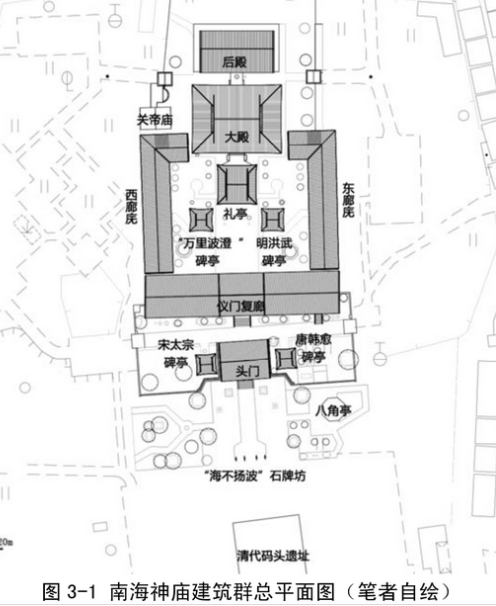 后殿
关帝庙
大殿
西廊庑
东廊庑
礼亭
“万里波澄”
碑亭
明洪武
碑亭
仪门复廊
宋太宗
碑亭
唐韩愈
碑亭
头门
八角亭
“海不扬波”石牌坊
20m
清代码头遗址
图 3-1 南海神庙建筑群总平面图（笔者自绘）